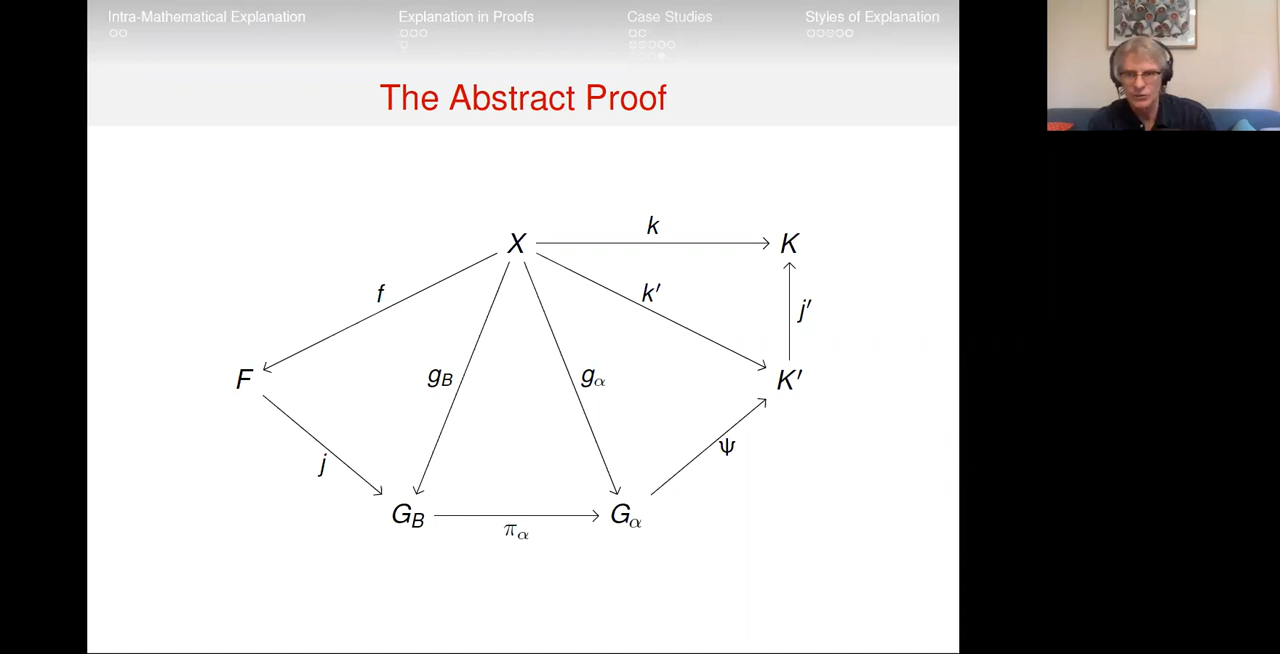 Intra-Mathematical Explanation Explanation in Proofs Case Studies Styles of Explanation
The Abstract Proof
X k K
f k′ j′
F g_B g_α K′
j ψ
G_B π_α G_α